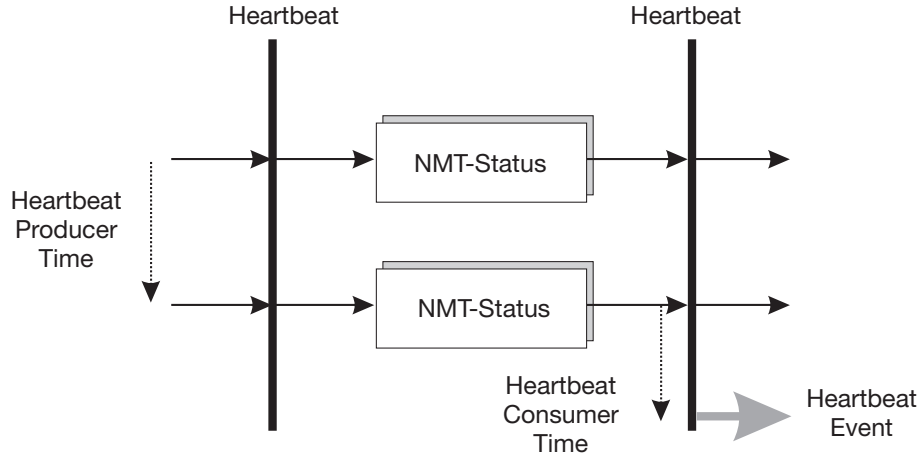 Heartbeat
Heartbeat
NMT-Status
Heartbeat
Producer
Time
NMT-Status
Heartbeat
Consumer
Time
Heartbeat
Event